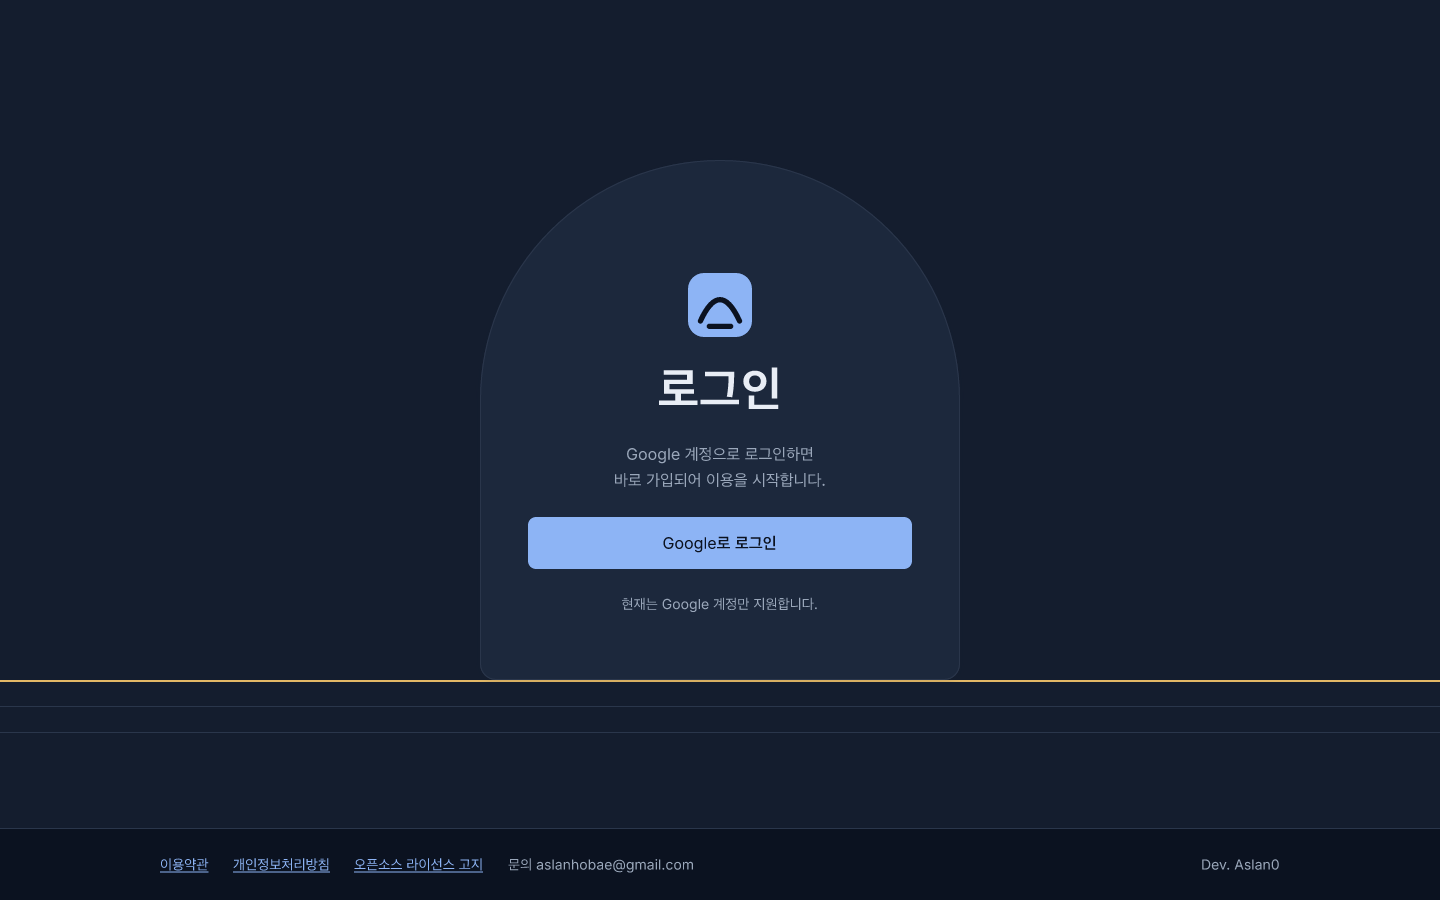 로그인
Google 계정으로 로그인하면
바로 가입되어 이용을 시작합니다.
Google로 로그인
현재는 Google 계정만 지원합니다.
이용약관 개인정보처리방침 오픈소스 라이선스 고지 문의 aslanhobae@gmail.com Dev. Aslan0